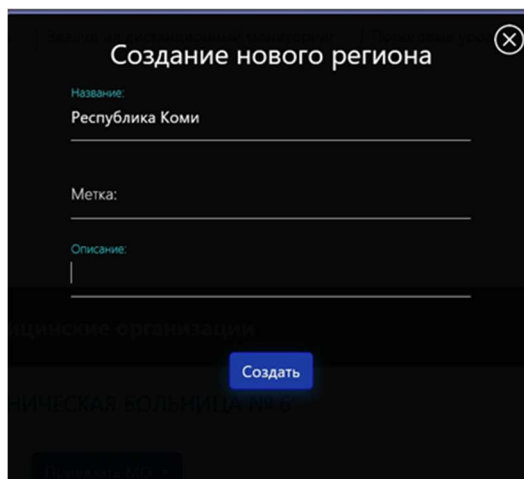 Создание нового региона
Название:
Республика Коми
Метка:
Описание:
Создать